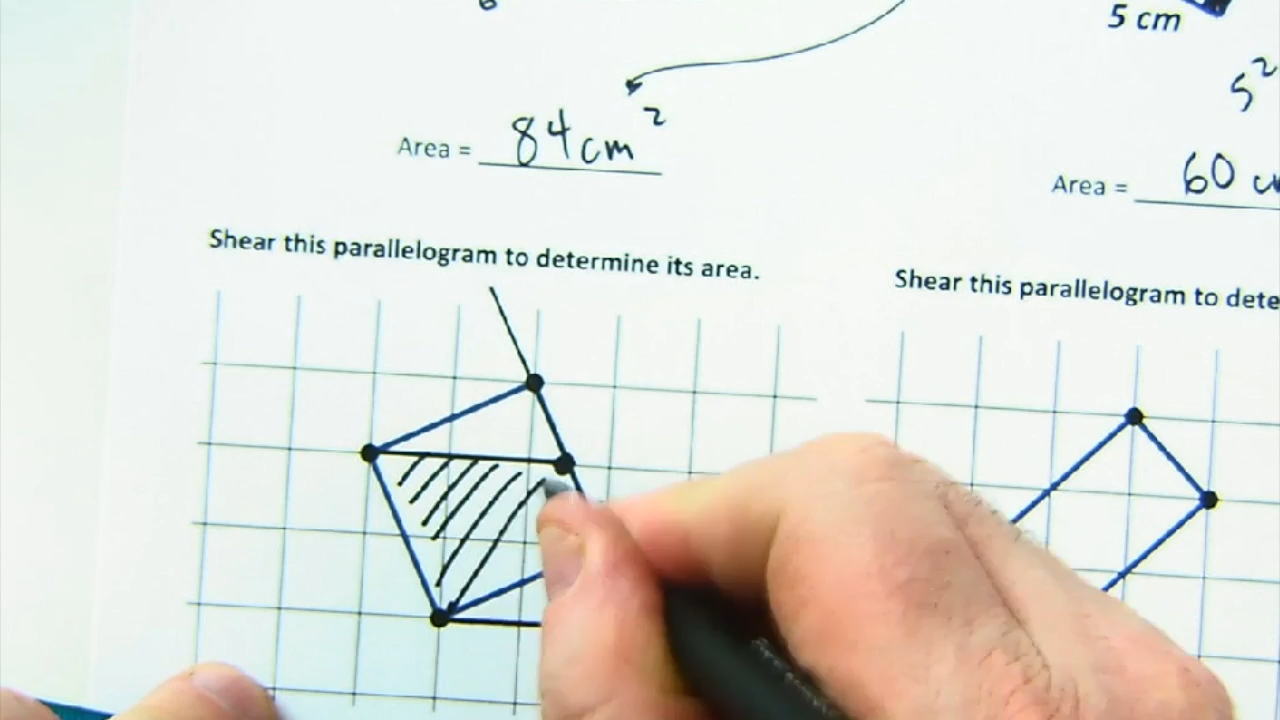 5 cm
5²
84 cm²
Area =
60
Area =
Shear this parallelogram to determine its area.
Shear this parallelogram to